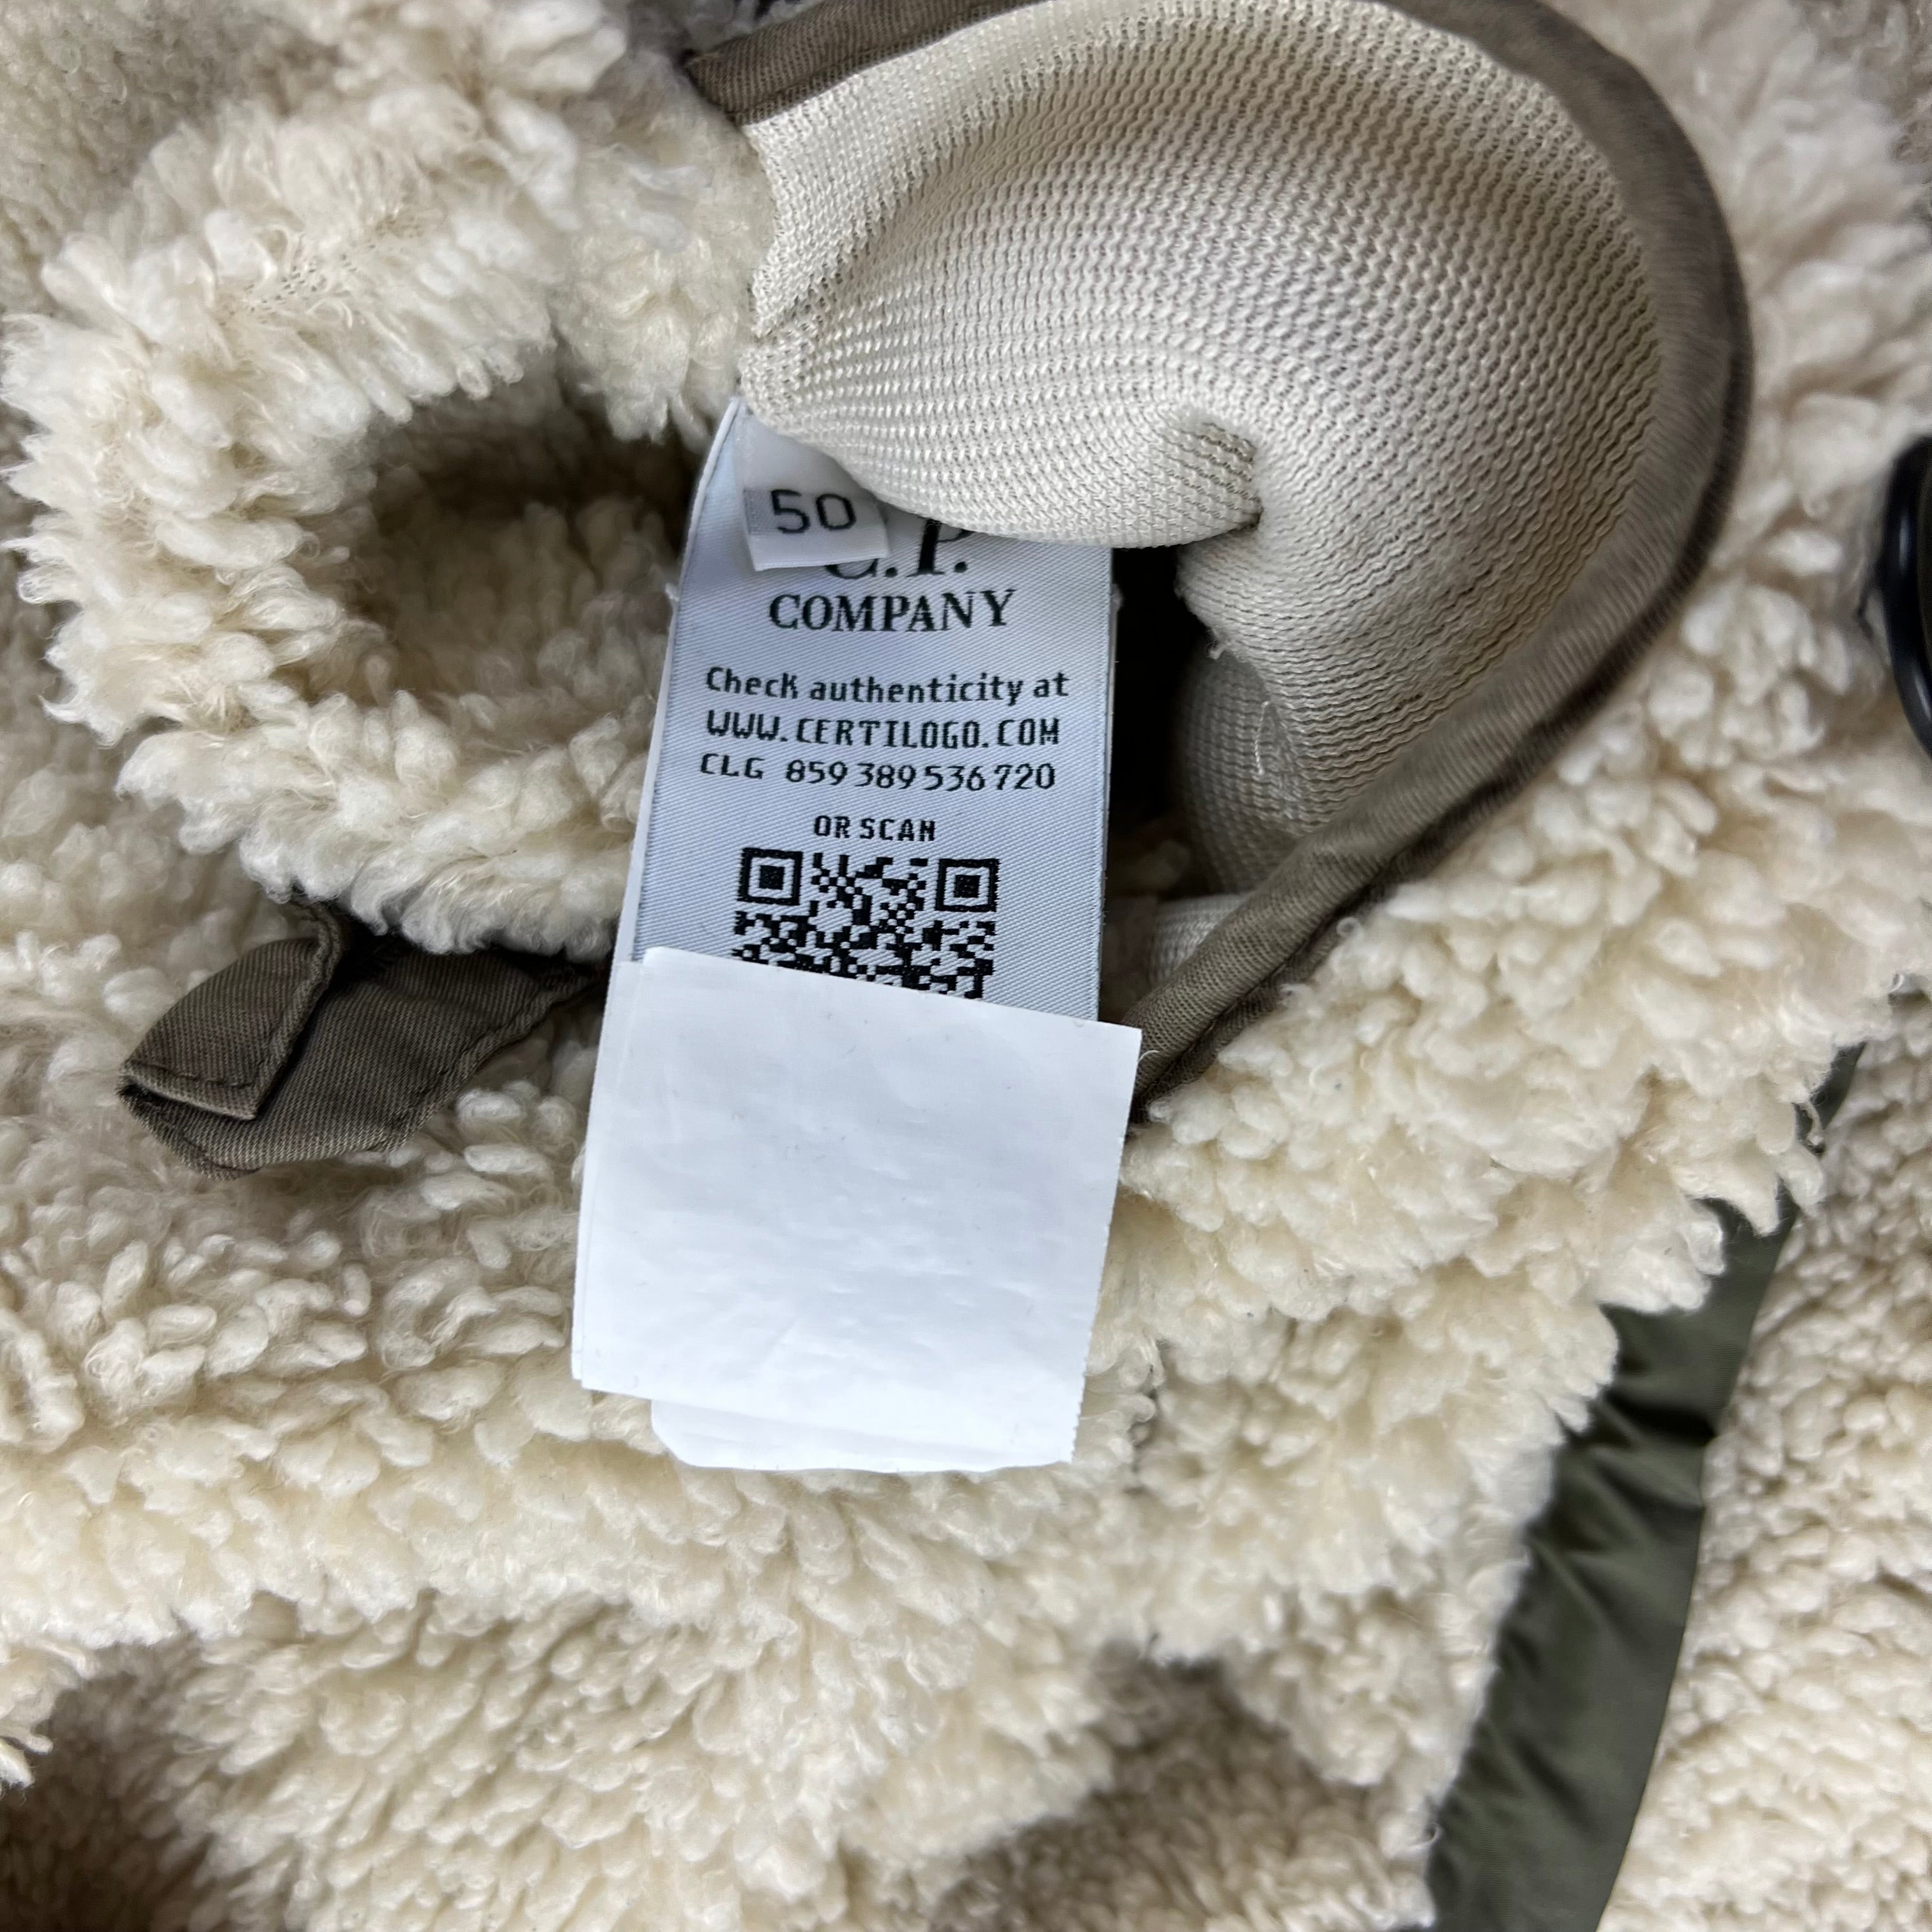 50
C.P.
COMPANY
Check authenticity at
WWW.CERTILOGO.COM
CLG 859 389 536 720
OR SCAN